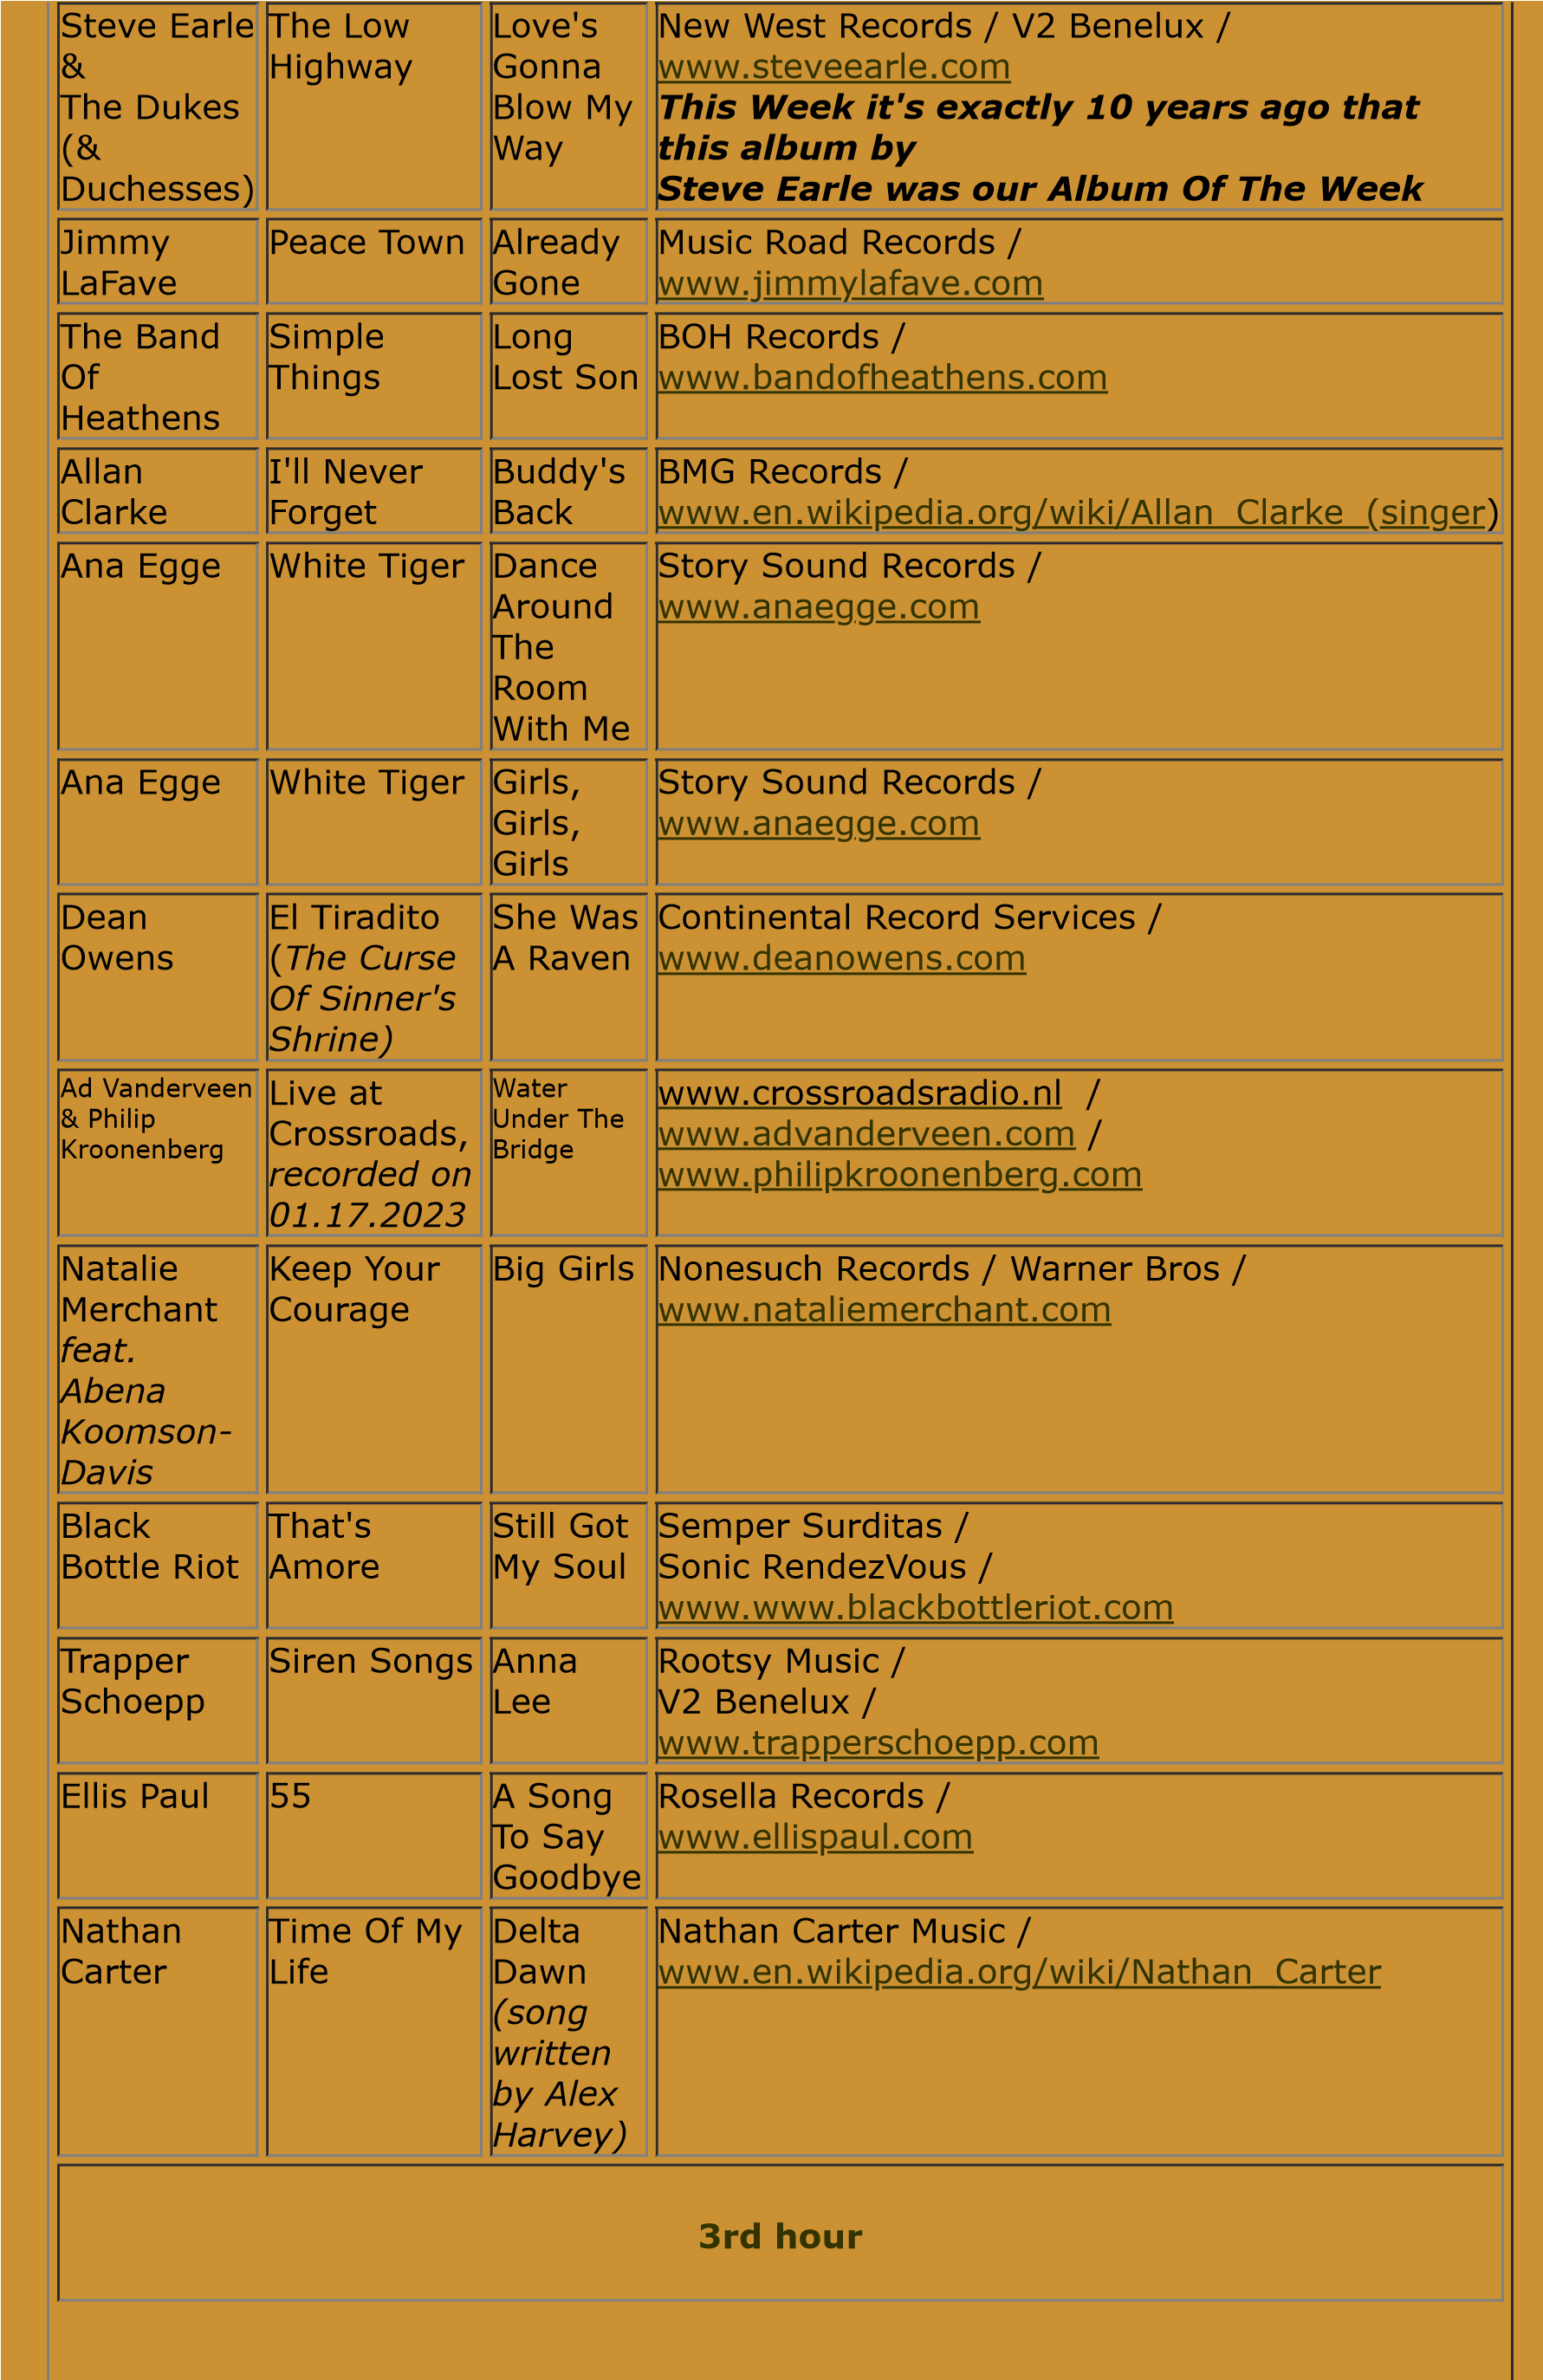 Steve Earle
&
The Dukes
(&
Duchesses)
The Low
Highway
Love's
Gonna
Blow My
Way
New West Records / V2 Benelux /
www.steveearle.com
This Week it's exactly 10 years ago that
this album by
Steve Earle was our Album Of The Week
Jimmy
LaFave
Peace Town
Already
Gone
Music Road Records /
www.jimmylafave.com
The Band
Of
Heathens
Simple
Things
Long
Lost Son
BOH Records /
www.bandofheathens.com
Allan
Clarke
I'll Never
Forget
Buddy's
Back
BMG Records /
www.en.wikipedia.org/wiki/Allan_Clarke_(singer)
Ana Egge
White Tiger
Dance
Around
The
Room
With Me
Story Sound Records /
www.anaegge.com
Ana Egge
White Tiger
Girls,
Girls,
Girls
Story Sound Records /
www.anaegge.com
Dean
Owens
El Tiradito
(The Curse
Of Sinner's
Shrine)
She Was
A Raven
Continental Record Services /
www.deanowens.com
Ad Vanderveen
& Philip
Kroonenberg
Live at
Crossroads,
recorded on
01.17.2023
Water
Under The
Bridge
www.crossroadsradio.nl /
www.advanderveen.com /
www.philipkroonenberg.com
Natalie
Merchant
feat.
Abena
Koomson-
Davis
Keep Your
Courage
Big Girls
Nonesuch Records / Warner Bros /
www.nataliemerchant.com
Black
Bottle Riot
That's
Amore
Still Got
My Soul
Semper Surditas /
Sonic RendezVous /
www.www.blackbottleriot.com
Trapper
Schoepp
Siren Songs
Anna
Lee
Rootsy Music /
V2 Benelux /
www.trapperschoepp.com
Ellis Paul
55
A Song
To Say
Goodbye
Rosella Records /
www.ellispaul.com
Nathan
Carter
Time Of My
Life
Delta
Dawn
(song
written
by Alex
Harvey)
Nathan Carter Music /
www.en.wikipedia.org/wiki/Nathan_Carter
3rd hour